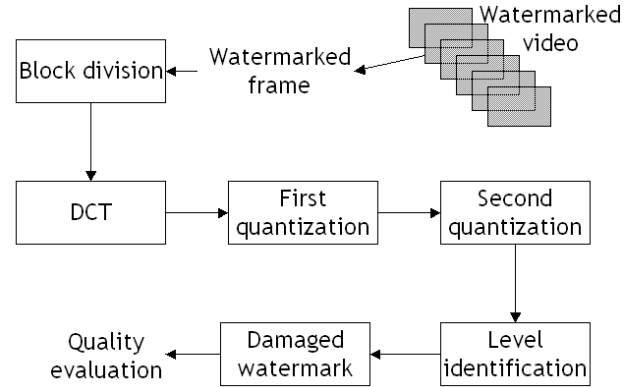 Watermarked
video
Watermarked
frame
Block division
DCT
First
quantization
Second
quantization
Level
identification
Damaged
watermark
Quality
evaluation